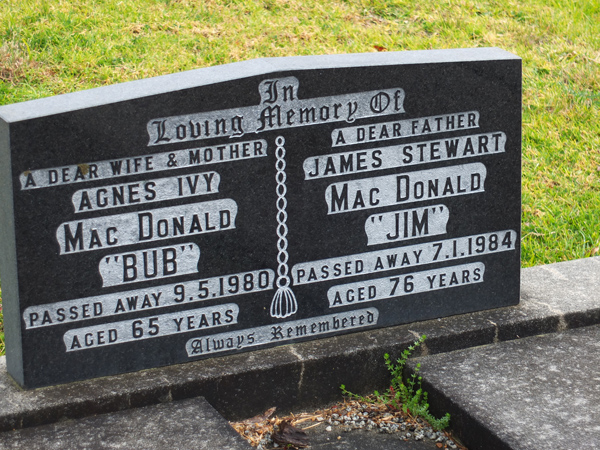 In
Loving Memory Of
A DEAR WIFE & MOTHER
AGNES IVY
Mac DONALD
"BUB"
PASSED AWAY 9.5.1980
AGED 65 YEARS
A DEAR FATHER
JAMES STEWART
Mac DONALD
"JIM"
PASSED AWAY 7.1.1984
AGED 76 YEARS
Always Remembered